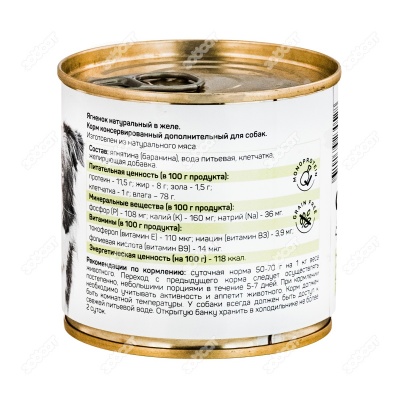 Ягненок натуральный в желе.
Корм консервированный дополнительный для собак.
Изготовлен из натурального мяса
Состав: ягнятина (баранина), вода питьевая, клетчатка,
желирующая добавка.
Питательная ценность (в 100 г продукта):
протеин - 11,5 г, жир - 8 г, зола - 1,5 г,
клетчатка - 1 г, влага - 78 г
Минеральные вещества (в 100 г продукта):
фосфор (P) - 108 мг, калий (K) - 160 мг, натрий (Na) - 36 мг.
Витамины (в 100 г продукта):
токоферол (витамин E) - 110 мкг, ниацин (витамин B3) - 3,9 мг,
фолиевая кислота (витамин B9) - 14 мкг.
Энергетическая ценность (на 100 г) - 118 ккал.
Рекомендации по кормлению: суточная норма 50-70 г на 1 кг веса
животного. Переход с предыдущего корма следует осуществлять
постепенно, небольшими порциями в течение 5-7 дней. При кормлении
необходимо учитывать активность и аппетит животного. Корм должен
быть комнатной температуры. У собаки всегда должен быть доступ к
свежей питьевой воде. Открытую банку хранить в холодильнике не более
2 суток.
MONOPROTEIN
GRAIN FREE